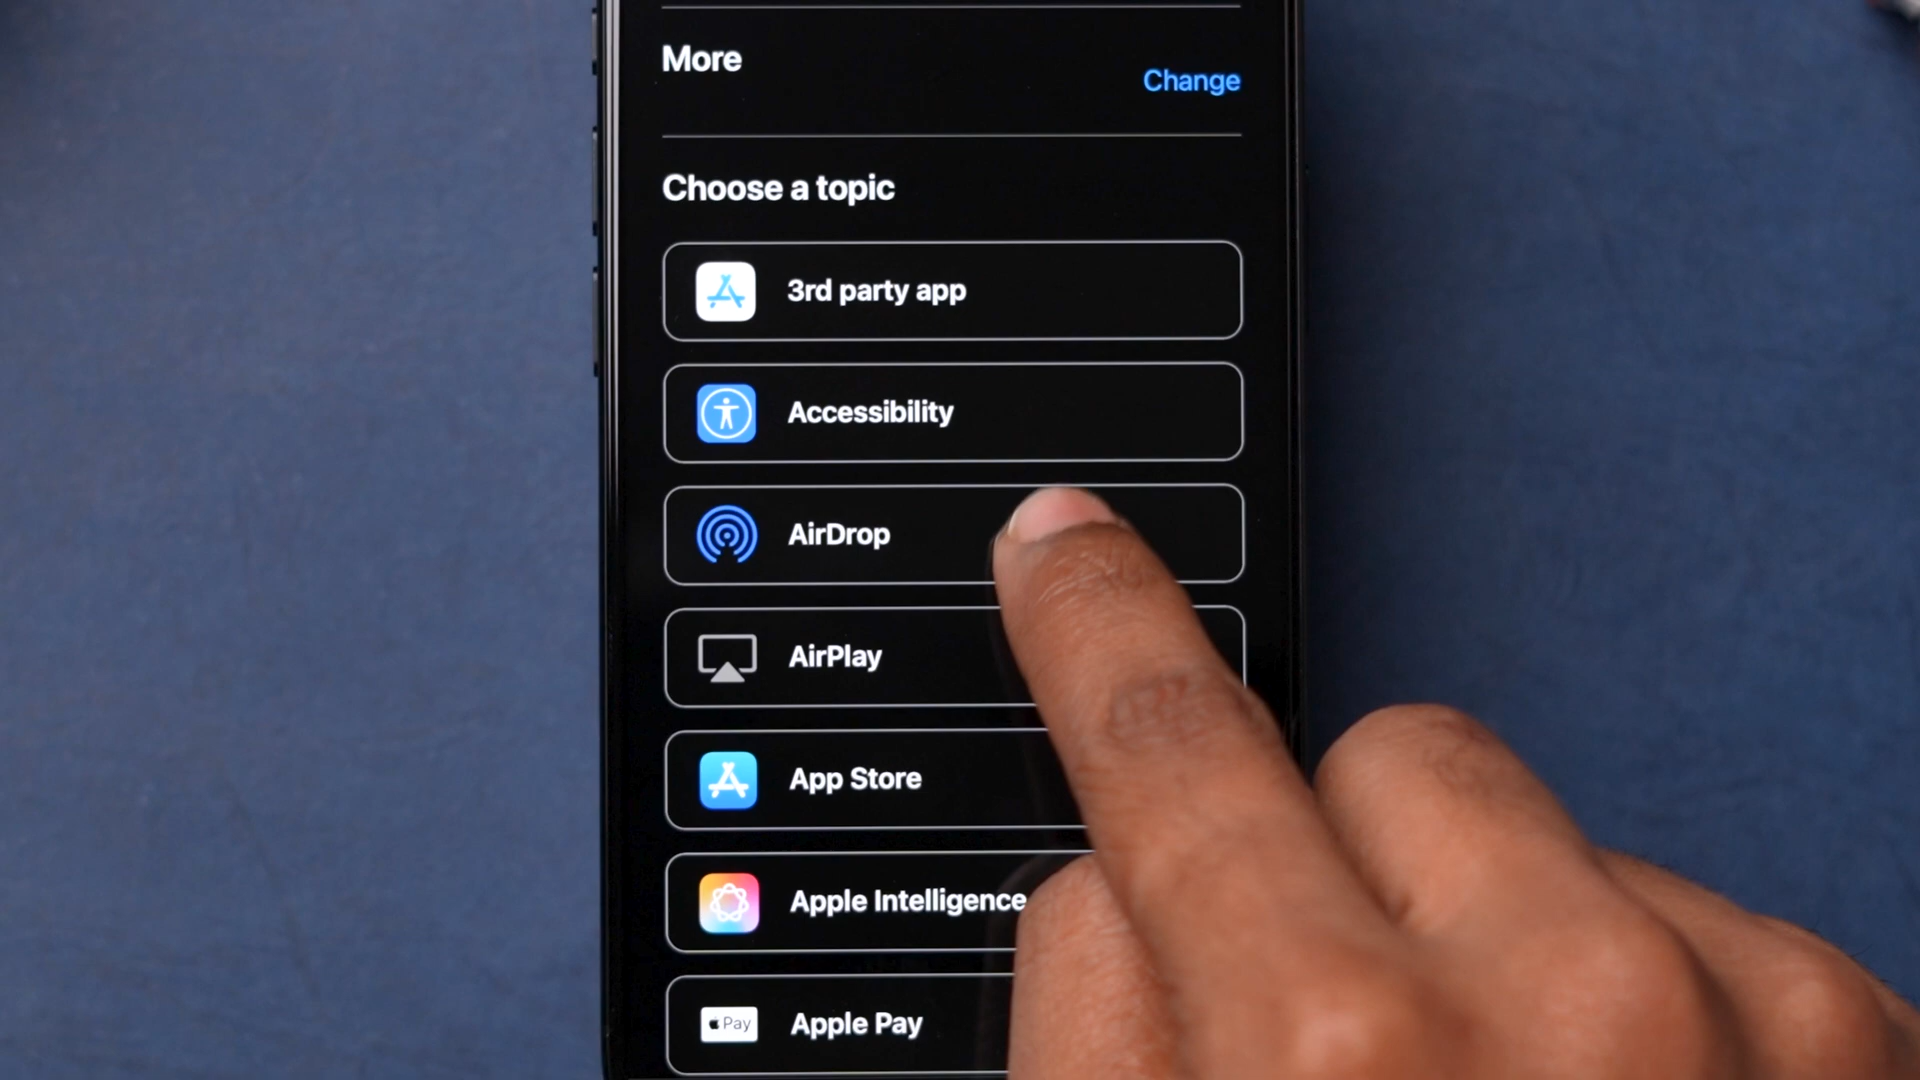 More
Change
Choose a topic
3rd party app
Accessibility
AirDrop
AirPlay
App Store
Apple Intelligence
Pay
Apple Pay